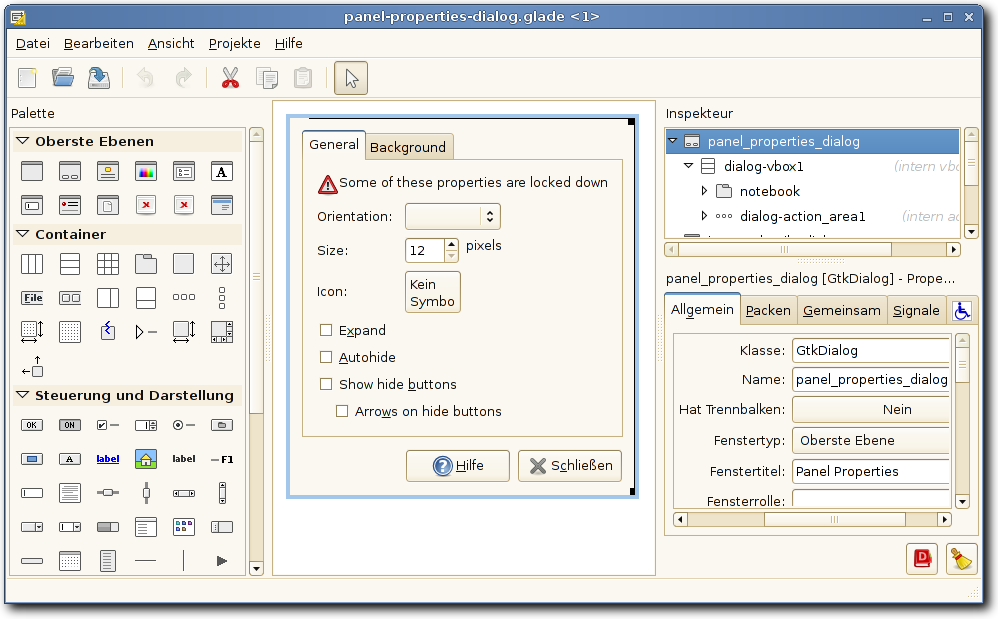 panel-properties-dialog.glade <1>
Datei Bearbeiten Ansicht Projekte Hilfe
Palette
Oberste Ebenen
A
Container
File
Steuerung und Darstellung
OK ON
A label label F1
General Background
Some of these properties are locked down
Orientation:
Size: 12 pixels
Icon: Kein
Symbo
Expand
Autohide
Show hide buttons
Arrows on hide buttons
Hilfe Schließen
Inspekteur
panel_properties_dialog
dialog-vbox1 (intern vbo
notebook
dialog-action_area1 (intern ac
panel_properties_dialog [GtkDialog] - Prope...
Allgemein Packen Gemeinsam Signale
Klasse: GtkDialog
Name: panel_properties_dialog
Hat Trennbalken: Nein
Fenstertyp: Oberste Ebene
Fenstertitel: Panel Properties
Fensterrolle:
D